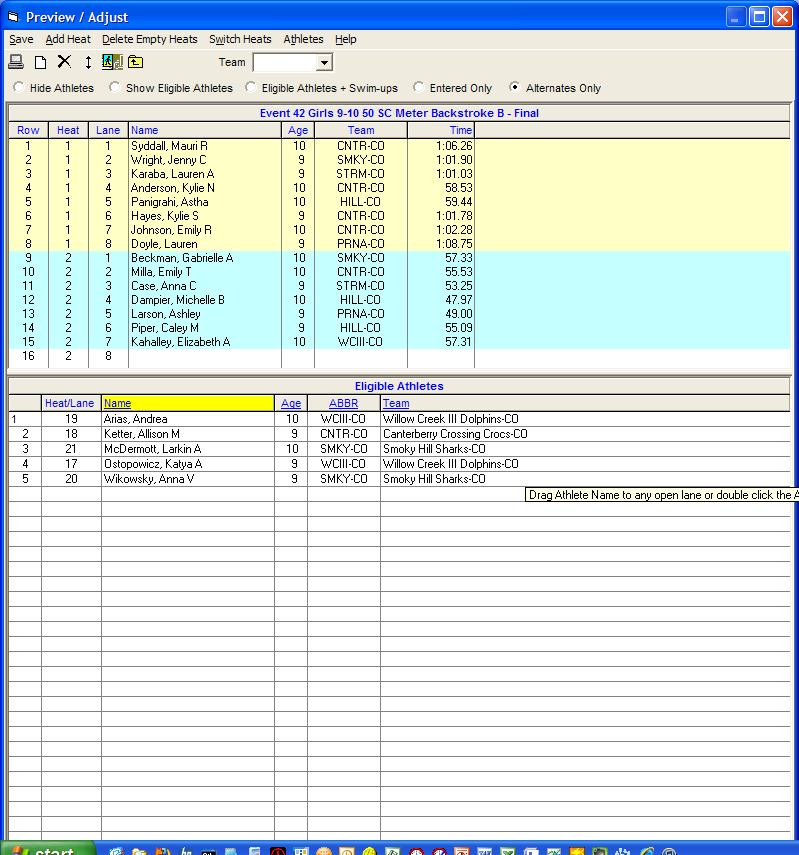 Preview / Adjust
Save Add Heat Delete Empty Heats Switch Heats Athletes Help
Team
Hide Athletes Show Eligible Athletes Eligible Athletes + Swim-ups Entered Only Alternates Only
Event 42 Girls 9-10 50 SC Meter Backstroke B - Final
Row Heat Lane Name Age Team Time
1 1 1 Syddall, Mauri R 10 CNTR-CO 1:06.26
2 1 2 Wright, Jenny C 9 SMKY-CO 1:01.90
3 1 3 Karaba, Lauren A 9 STRM-CO 1:01.03
4 1 4 Anderson, Kylie N 10 CNTR-CO 58.53
5 1 5 Panigrahi, Astha 10 HILL-CO 59.44
6 1 6 Hayes, Kylie S 9 CNTR-CO 1:01.78
7 1 7 Johnson, Emily R 10 CNTR-CO 1:02.28
8 1 8 Doyle, Lauren 9 PRNA-CO 1:08.75
9 2 1 Beckman, Gabrielle A 10 SMKY-CO 57.33
10 2 2 Milla, Emily T 10 CNTR-CO 55.53
11 2 3 Case, Anna C 9 STRM-CO 53.25
12 2 4 Dampier, Michelle B 10 HILL-CO 47.97
13 2 5 Larson, Ashley 9 PRNA-CO 49.00
14 2 6 Piper, Caley M 9 HILL-CO 55.09
15 2 7 Kahalley, Elizabeth A 10 WCIII-CO 57.31
16 2 8
Eligible Athletes
Heat/Lane Name Age ABBR Team
1 19 Arias, Andrea 10 WCIII-CO Willow Creek III Dolphins-CO
2 18 Ketter, Allison M 9 CNTR-CO Canterberry Crossing Crocs-CO
3 21 McDermott, Larkin A 10 SMKY-CO Smoky Hill Sharks-CO
4 17 Ostopowicz, Katya A 9 WCIII-CO Willow Creek III Dolphins-CO
5 20 Wikowsky, Anna V 9 SMKY-CO Smoky Hill Sharks-CO
Drag Athlete Name to any open lane or double click the A
start